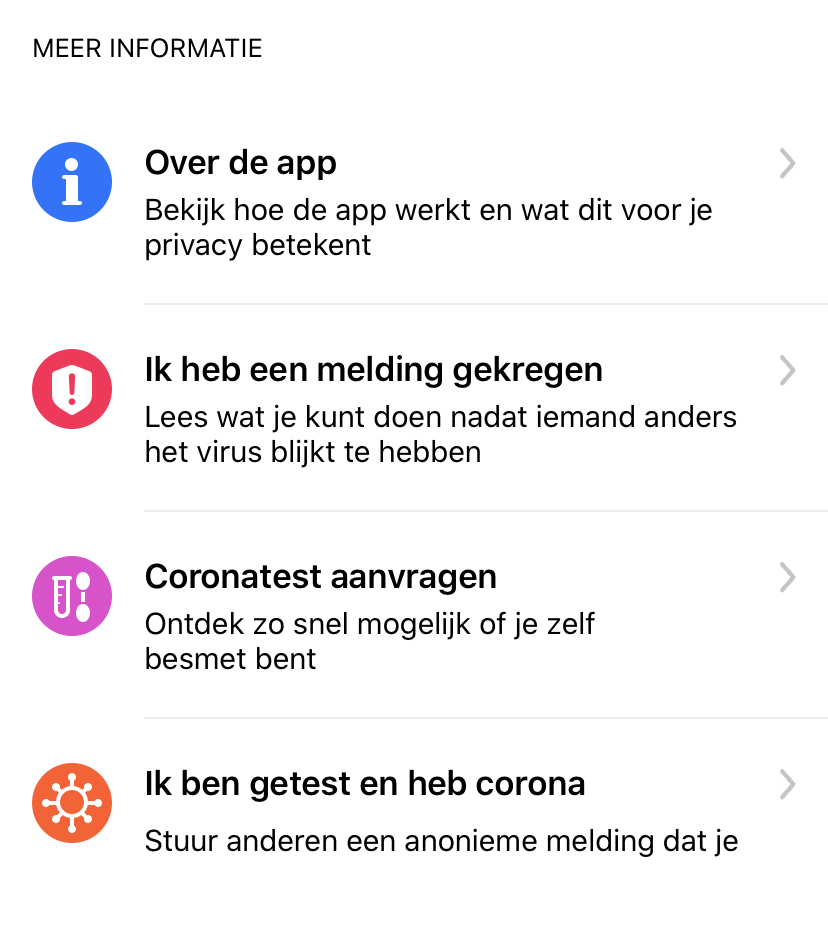 MEER INFORMATIE
Over de app
Bekijk hoe de app werkt en wat dit voor je
privacy betekent
Ik heb een melding gekregen
Lees wat je kunt doen nadat iemand anders
het virus blijkt te hebben
Coronatest aanvragen
Ontdek zo snel mogelijk of je zelf
besmet bent
Ik ben getest en heb corona
Stuur anderen een anonieme melding dat je